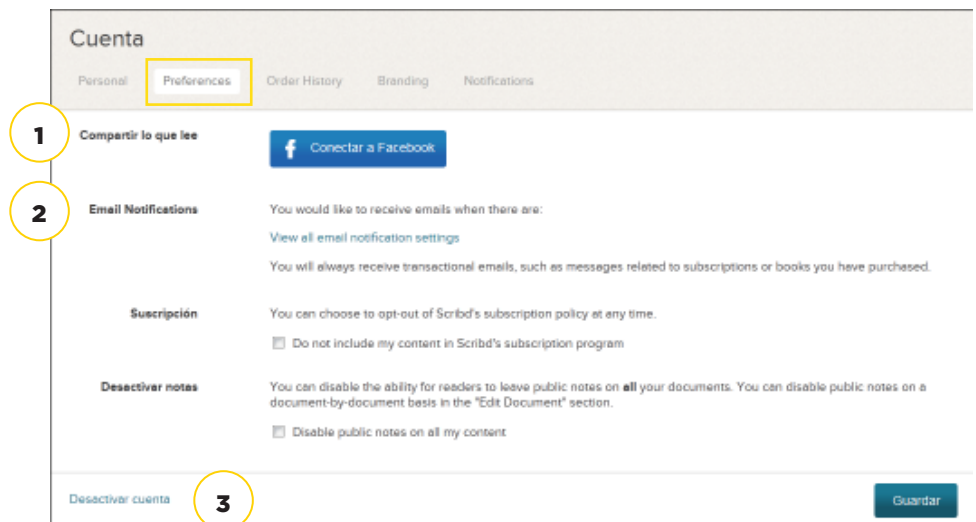 Cuenta
Personal Preferences Order History Branding Notifications
1 Compartir lo que lee f Conectar a Facebook
2 Email Notifications You would like to receive emails when there are:
View all email notification settings
You will always receive transactional emails, such as messages related to subscriptions or books you have purchased.
Suscripción You can choose to opt-out of Scribd's subscription policy at any time.
Do not include my content in Scribd's subscription program
Desactivar notas You can disable the ability for readers to leave public notes on all your documents. You can disable public notes on a
document-by-document basis in the "Edit Document" section.
Disable public notes on all my content
Desactivar cuenta 3 Guardar